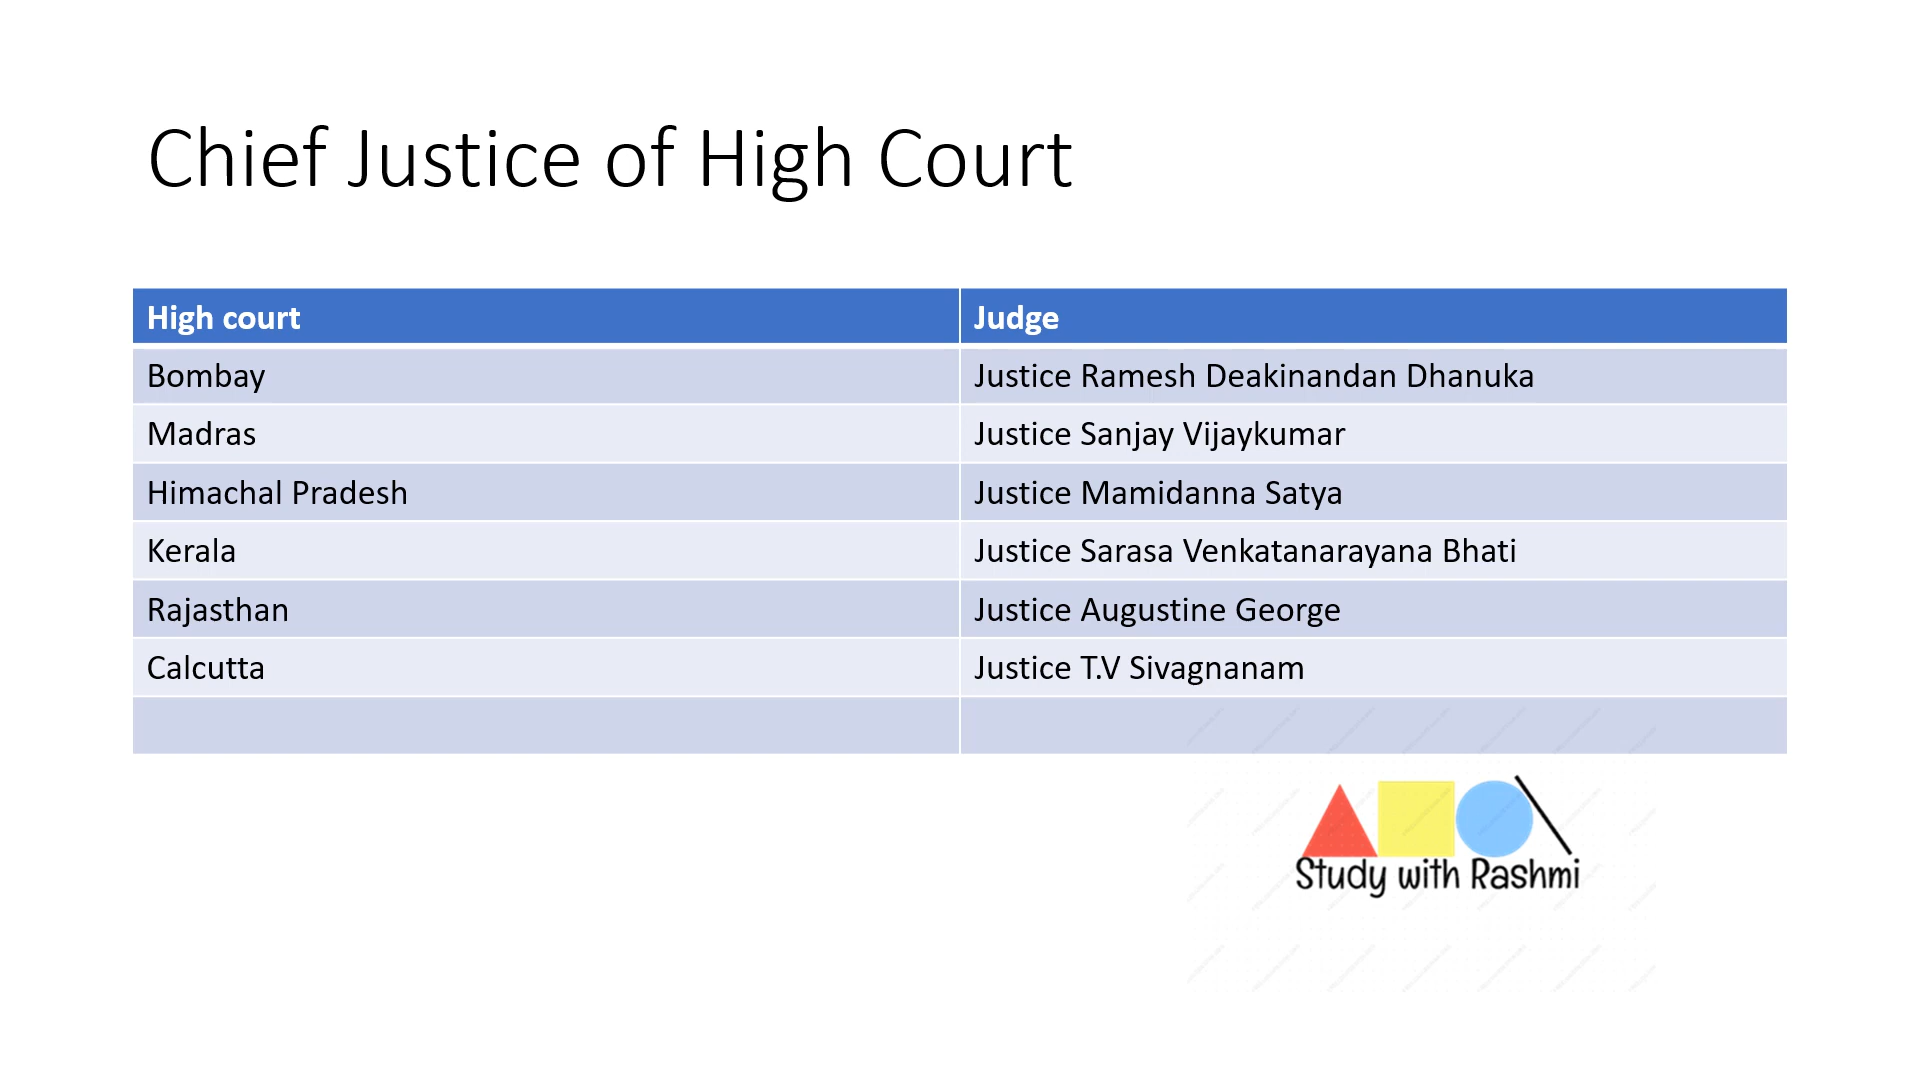 Chief Justice of High Court
High court Judge
Bombay Justice Ramesh Deakinandan Dhanuka
Madras Justice Sanjay Vijaykumar
Himachal Pradesh Justice Mamidanna Satya
Kerala Justice Sarasa Venkatanarayana Bhati
Rajasthan Justice Augustine George
Calcutta Justice T.V Sivagnanam
Study with Rashmi